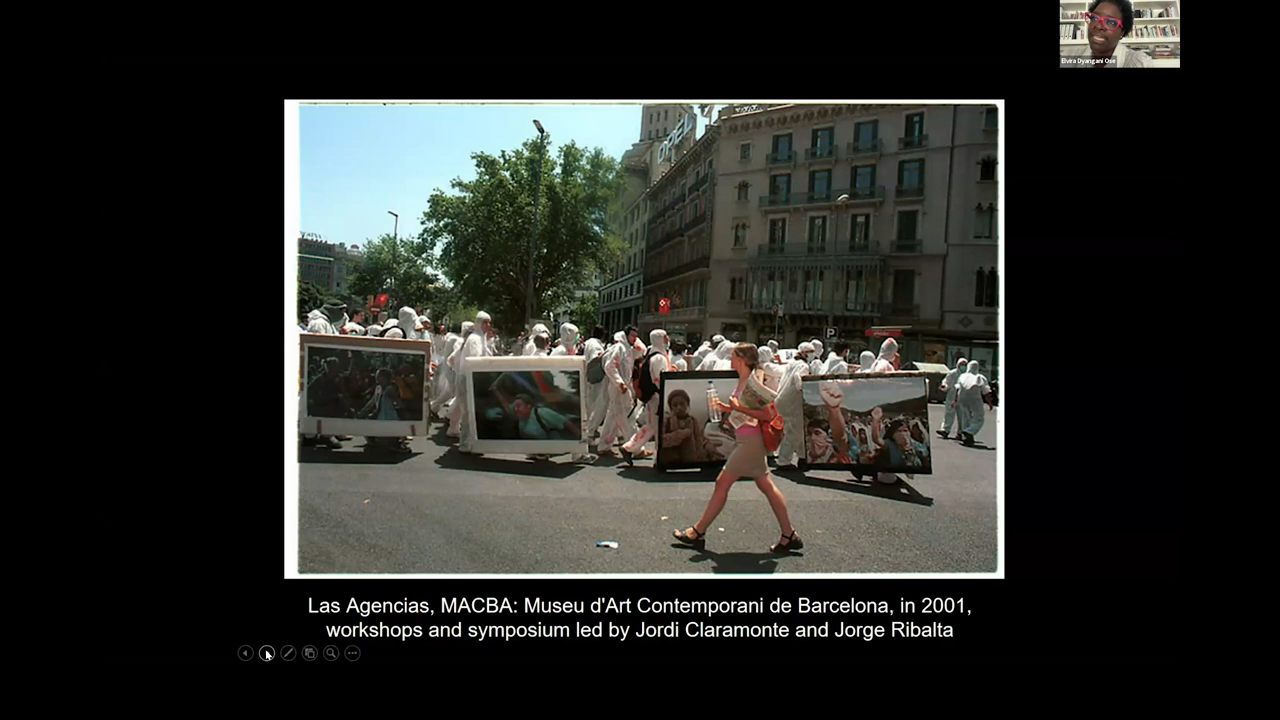 Elvira Dyangani Ose
OPEL
P
Las Agencias, MACBA: Museu d'Art Contemporani de Barcelona, in 2001,
workshops and symposium led by Jordi Claramonte and Jorge Ribalta